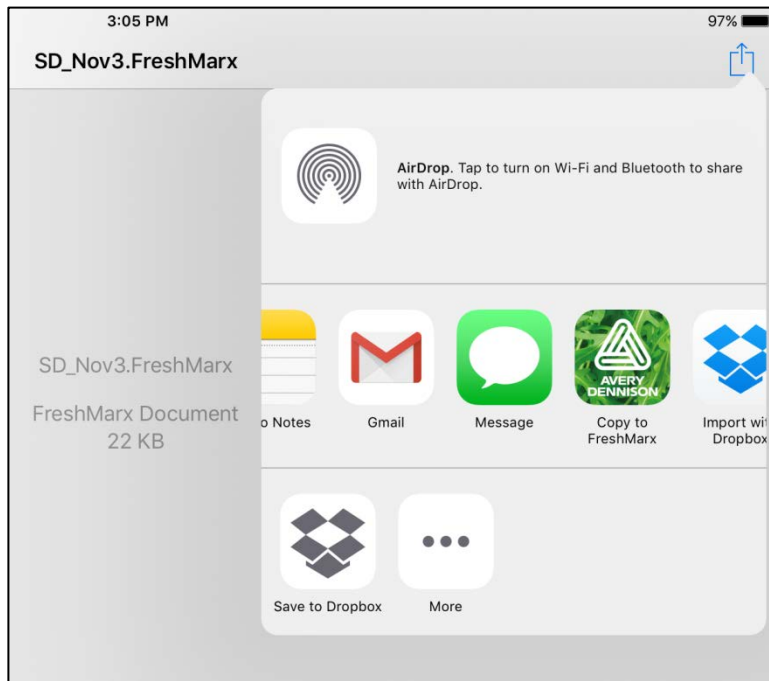 3:05 PM
97%
SD_Nov3.FreshMarx
AirDrop. Tap to turn on Wi-Fi and Bluetooth to share
with AirDrop.
SD_Nov3.FreshMarx
FreshMarx Document
22 KB
AVERY
DENNISON
o Notes
Gmail
Message
Copy to
FreshMarx
Import wit
Dropbox
Save to Dropbox
More